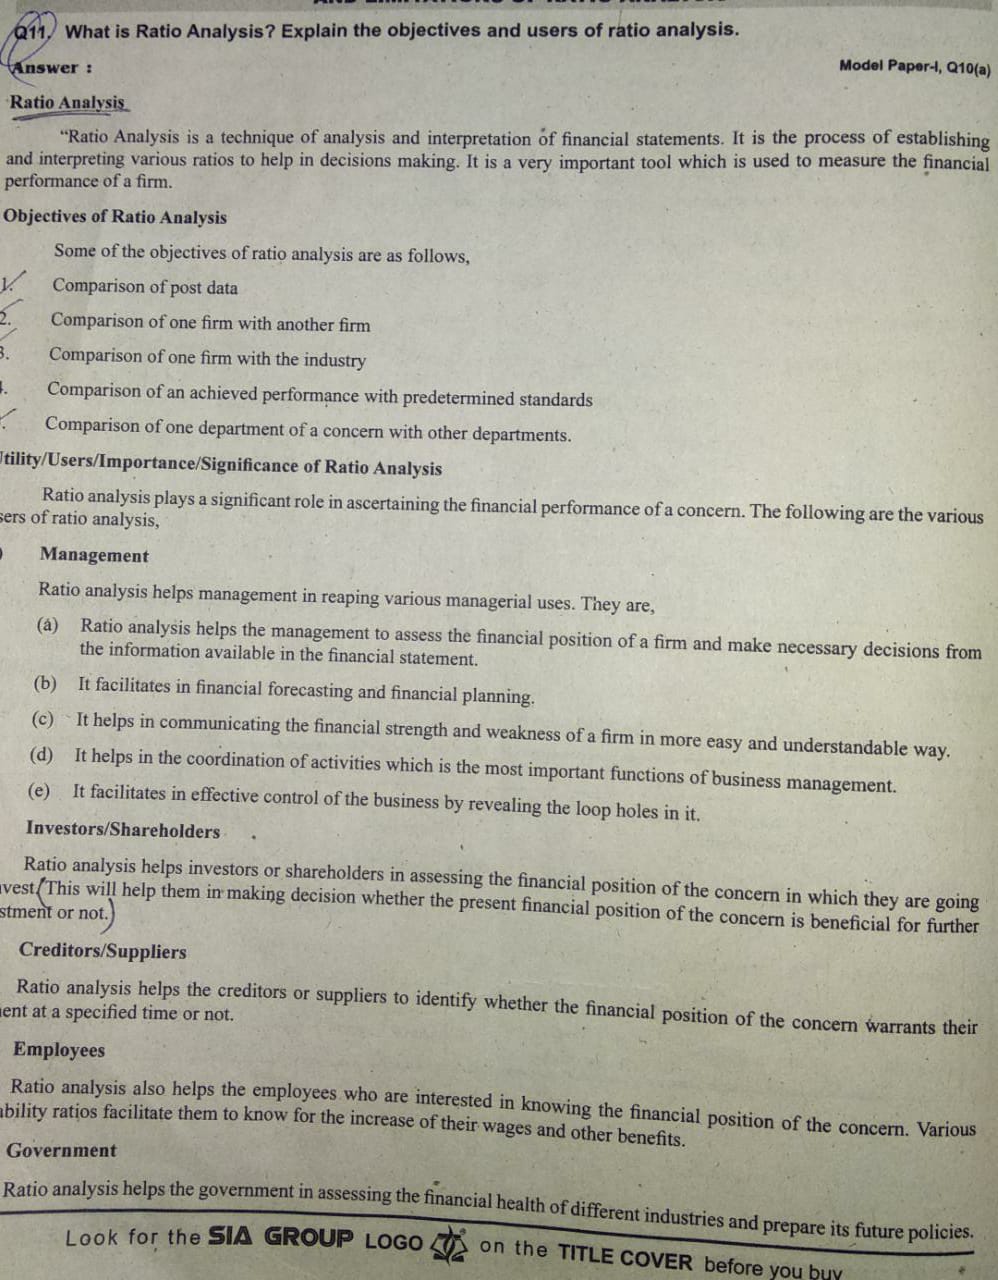 Q11. What is Ratio Analysis? Explain the objectives and users of ratio analysis.
Answer :
Model Paper-I, Q10(a)
Ratio Analysis
“Ratio Analysis is a technique of analysis and interpretation of financial statements. It is the process of establishing
and interpreting various ratios to help in decisions making. It is a very important tool which is used to measure the financial
performance of a firm.
Objectives of Ratio Analysis
Some of the objectives of ratio analysis are as follows,
1. Comparison of post data
2. Comparison of one firm with another firm
3. Comparison of one firm with the industry
4. Comparison of an achieved performance with predetermined standards
Comparison of one department of a concern with other departments.
tility/Users/Importance/Significance of Ratio Analysis
Ratio analysis plays a significant role in ascertaining the financial performance of a concern. The following are the various
sers of ratio analysis,
Management
Ratio analysis helps management in reaping various managerial uses. They are,
(a) Ratio analysis helps the management to assess the financial position of a firm and make necessary decisions from
the information available in the financial statement.
(b) It facilitates in financial forecasting and financial planning.
(c) It helps in communicating the financial strength and weakness of a firm in more easy and understandable way.
(d) It helps in the coordination of activities which is the most important functions of business management.
(e) It facilitates in effective control of the business by revealing the loop holes in it.
Investors/Shareholders
Ratio analysis helps investors or shareholders in assessing the financial position of the concern in which they are going
vest. This will help them in making decision whether the present financial position of the concern is beneficial for further
stment or not.
Creditors/Suppliers
Ratio analysis helps the creditors or suppliers to identify whether the financial position of the concern warrants their
ent at a specified time or not.
Employees
Ratio analysis also helps the employees who are interested in knowing the financial position of the concern. Various
ability ratios facilitate them to know for the increase of their wages and other benefits.
Government
Ratio analysis helps the government in assessing the financial health of different industries and prepare its future policies.
Look for the SIA GROUP LOGO on the TITLE COVER before you buy